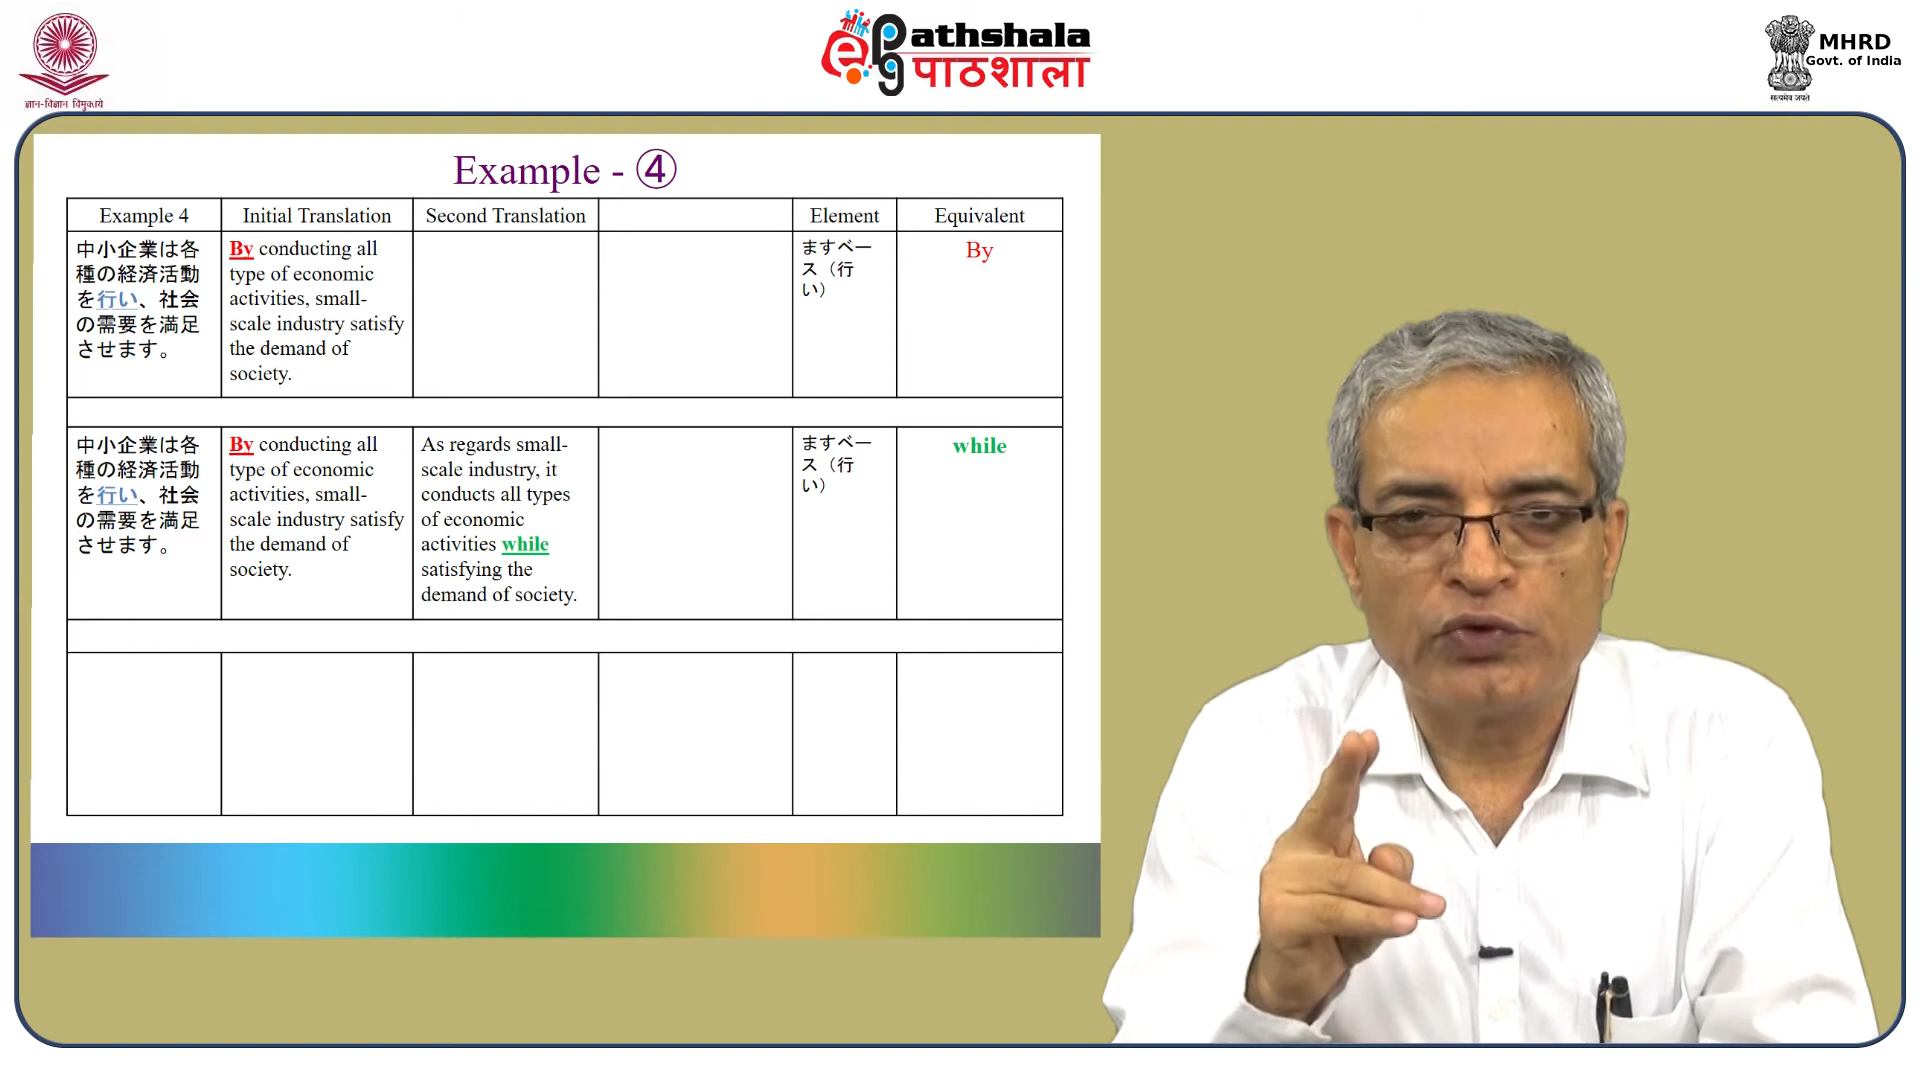 ज्ञान-विज्ञान विमुक्तये
ePathshala
पाठशाला
MHRD
Govt. of India
सत्यमेव जयते
Example - ④
Example 4
Initial Translation
Second Translation
Element
Equivalent
中小企業は各
種の経済活動
を行い、社会
の需要を満足
させます。
By conducting all
type of economic
activities, small-
scale industry satisfy
the demand of
society.
ますベー
ス（行
い）
By
中小企業は各
種の経済活動
を行い、社会
の需要を満足
させます。
By conducting all
type of economic
activities, small-
scale industry satisfy
the demand of
society.
As regards small-
scale industry, it
conducts all types
of economic
activities while
satisfying the
demand of society.
ますベー
ス（行
い）
while